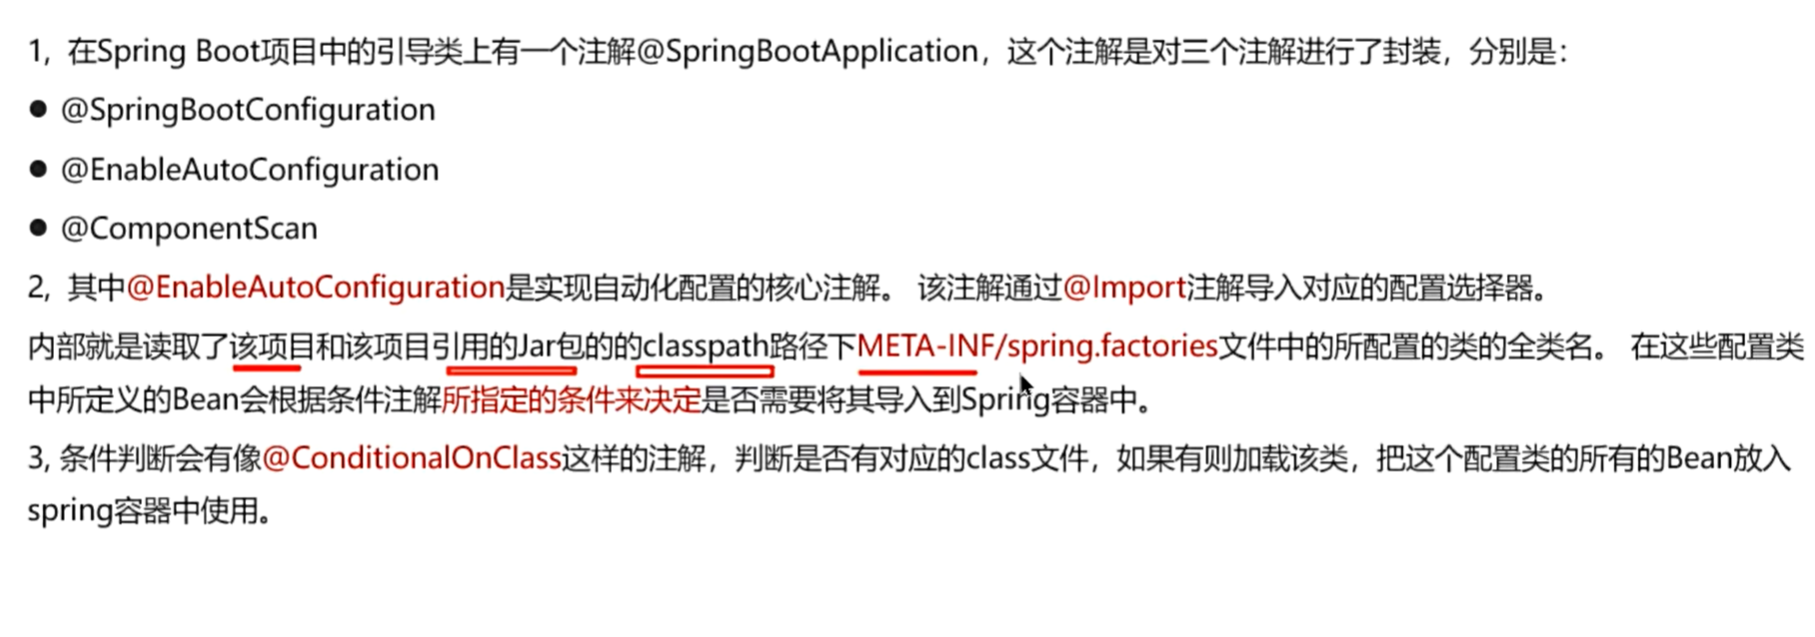 1, 在Spring Boot项目中的引导类上有一个注解@SpringBootApplication，这个注解是对三个注解进行了封装，分别是：
● @SpringBootConfiguration
● @EnableAutoConfiguration
● @ComponentScan
2, 其中@EnableAutoConfiguration是实现自动化配置的核心注解。 该注解通过@Import注解导入对应的配置选择器。
内部就是读取了该项目和该项目引用的Jar包的的classpath路径下META-INF/spring.factories文件中的所配置的类的全类名。 在这些配置类
中所定义的Bean会根据条件注解所指定的条件来决定是否需要将其导入到Spring容器中。
3, 条件判断会有像@ConditionalOnClass这样的注解，判断是否有对应的class文件，如果有则加载该类，把这个配置类的所有的Bean放入
spring容器中使用。